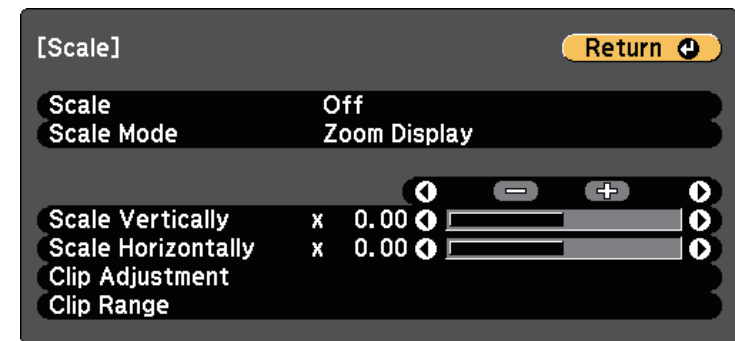 [Scale] Return
Scale Off
Scale Mode Zoom Display
− +
Scale Vertically x 0.00
Scale Horizontally x 0.00
Clip Adjustment
Clip Range